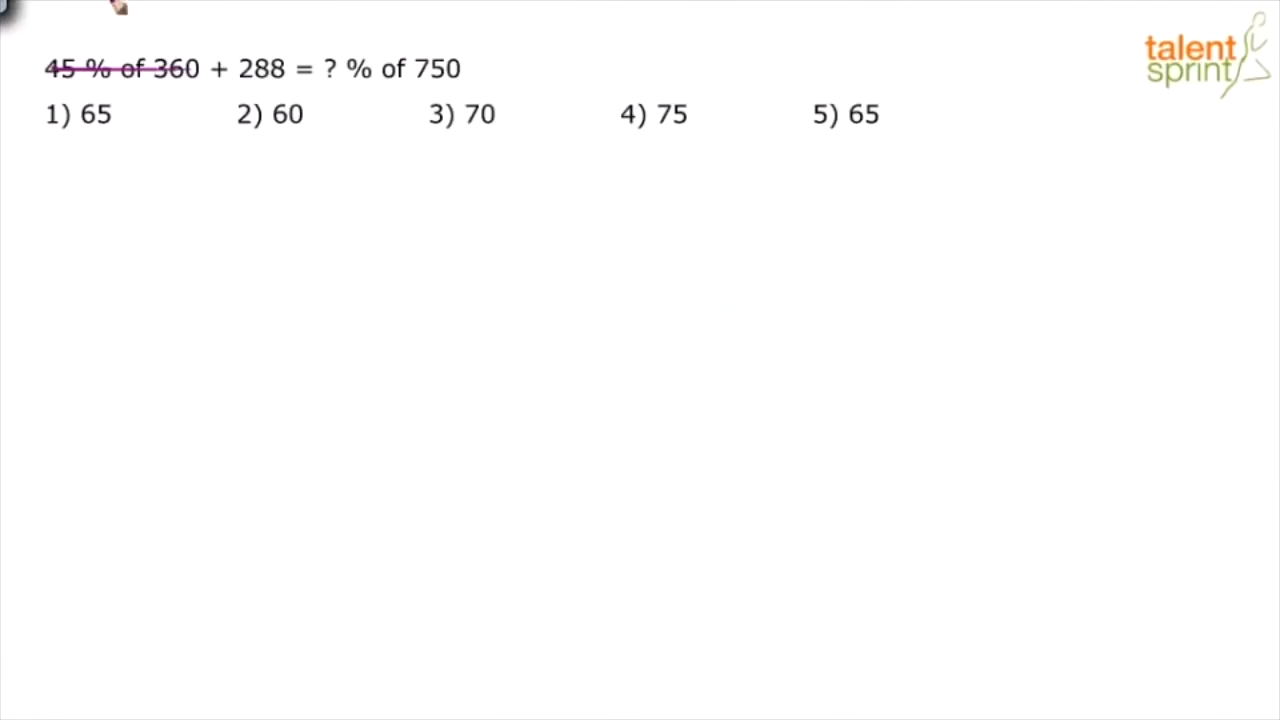 talent
sprint
45 % of 360 + 288 = ? % of 750
1) 65 2) 60 3) 70 4) 75 5) 65